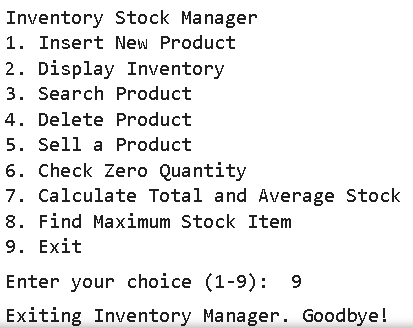 Inventory Stock Manager
1. Insert New Product
2. Display Inventory
3. Search Product
4. Delete Product
5. Sell a Product
6. Check Zero Quantity
7. Calculate Total and Average Stock
8. Find Maximum Stock Item
9. Exit
Enter your choice (1-9):  9
Exiting Inventory Manager. Goodbye!